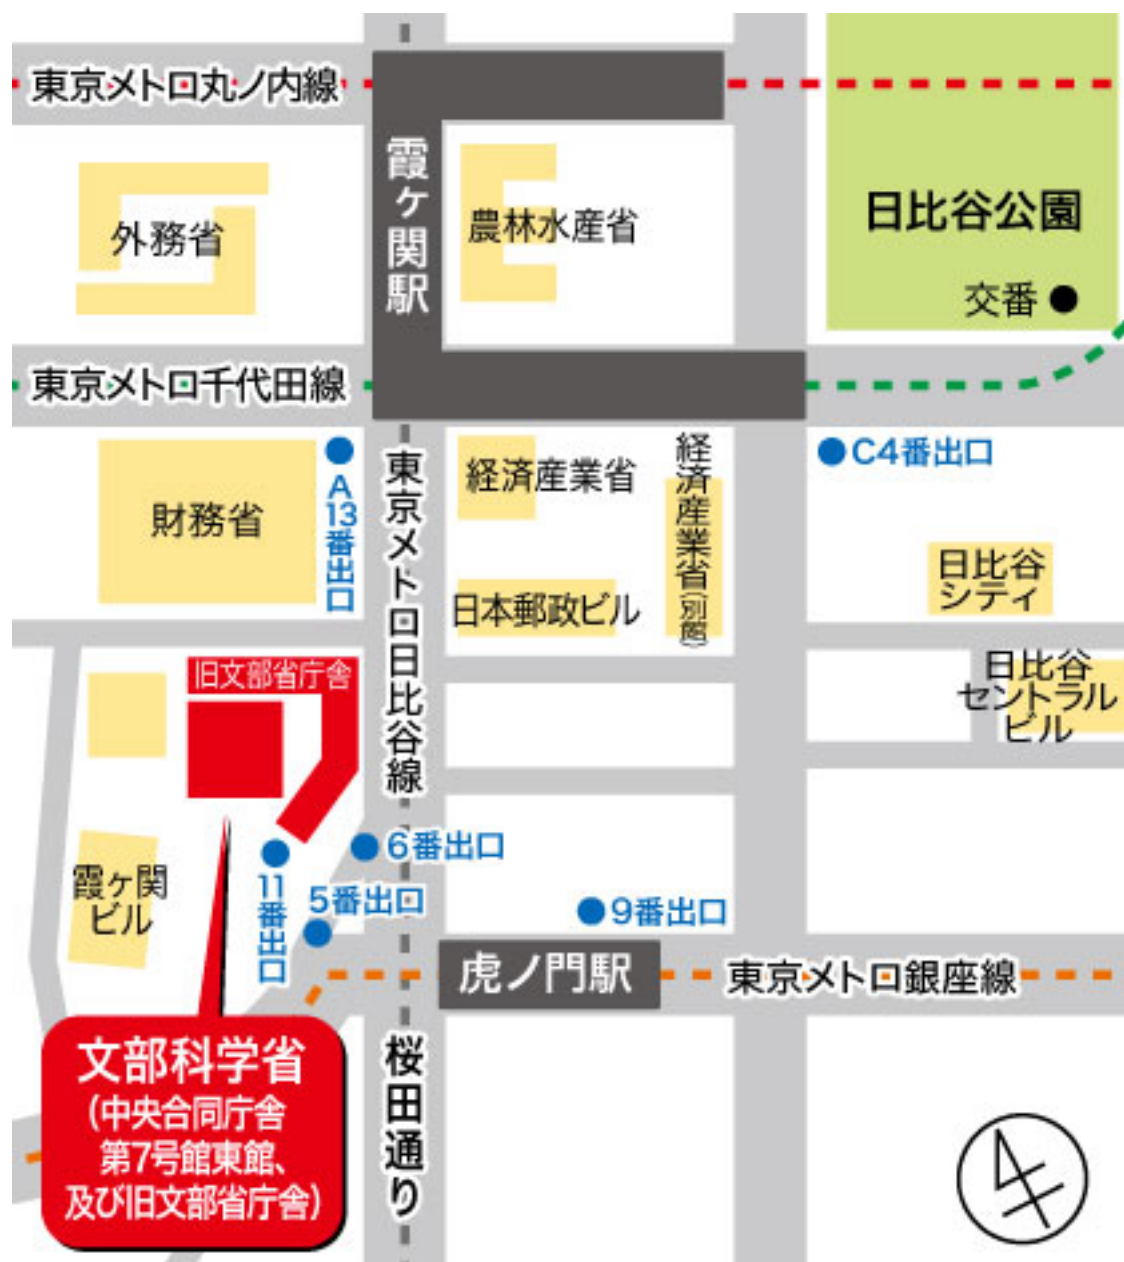 東京メトロ丸ノ内線
霞ヶ関駅
外務省
農林水産省
日比谷公園
交番
東京メトロ千代田線
A13番出口
C4番出口
財務省
東京メトロ日比谷線
経済産業省
経済産業省(別館)
日比谷
シティ
日本郵政ビル
旧文部省庁舎
日比谷
セントラル
ビル
6番出口
霞ヶ関
ビル
11番出口
5番出口
9番出口
虎ノ門駅
東京メトロ銀座線
桜田通り
文部科学省
(中央合同庁舎
第7号館東館、
及び旧文部省庁舎)